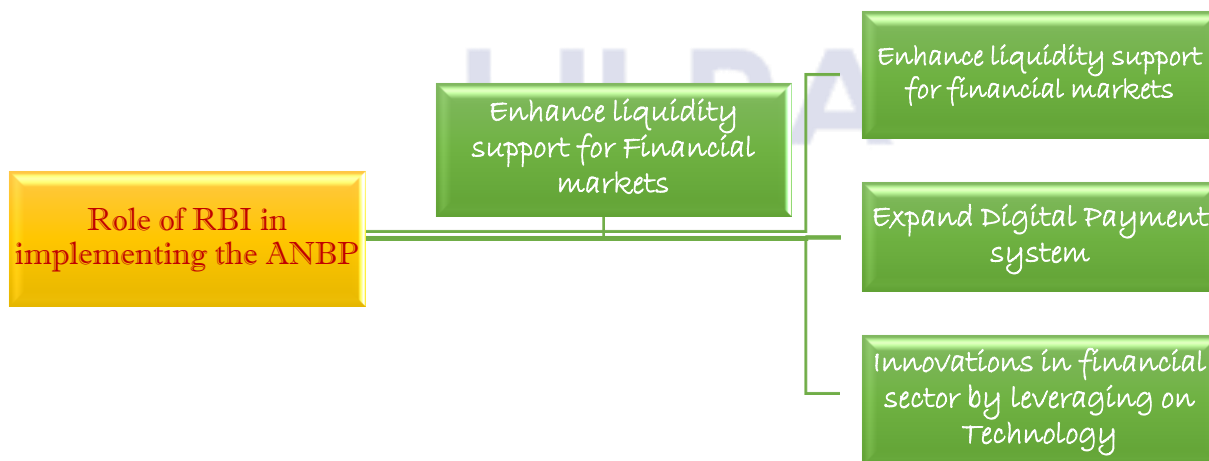 Role of RBI in
implementing the ANBP
Enhance liquidity
support for Financial
markets
Enhance liquidity support
for financial markets
Expand Digital Payment
system
Innovations in financial
sector by leveraging on
Technology